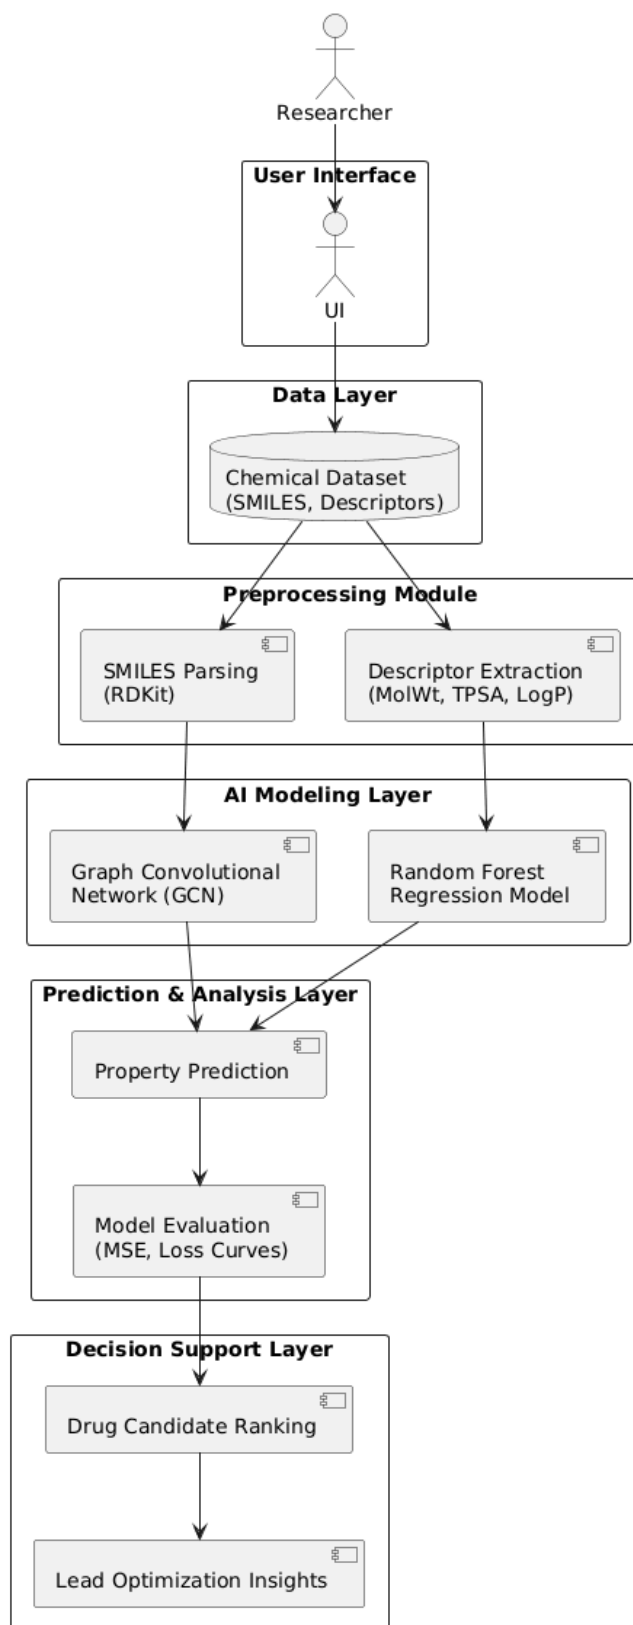 Researcher
User Interface
UI
Data Layer
Chemical Dataset
(SMILES, Descriptors)
Preprocessing Module
SMILES Parsing
(RDKit)
Descriptor Extraction
(MolWt, TPSA, LogP)
AI Modeling Layer
Graph Convolutional
Network (GCN)
Random Forest
Regression Model
Prediction & Analysis Layer
Property Prediction
Model Evaluation
(MSE, Loss Curves)
Decision Support Layer
Drug Candidate Ranking
Lead Optimization Insights